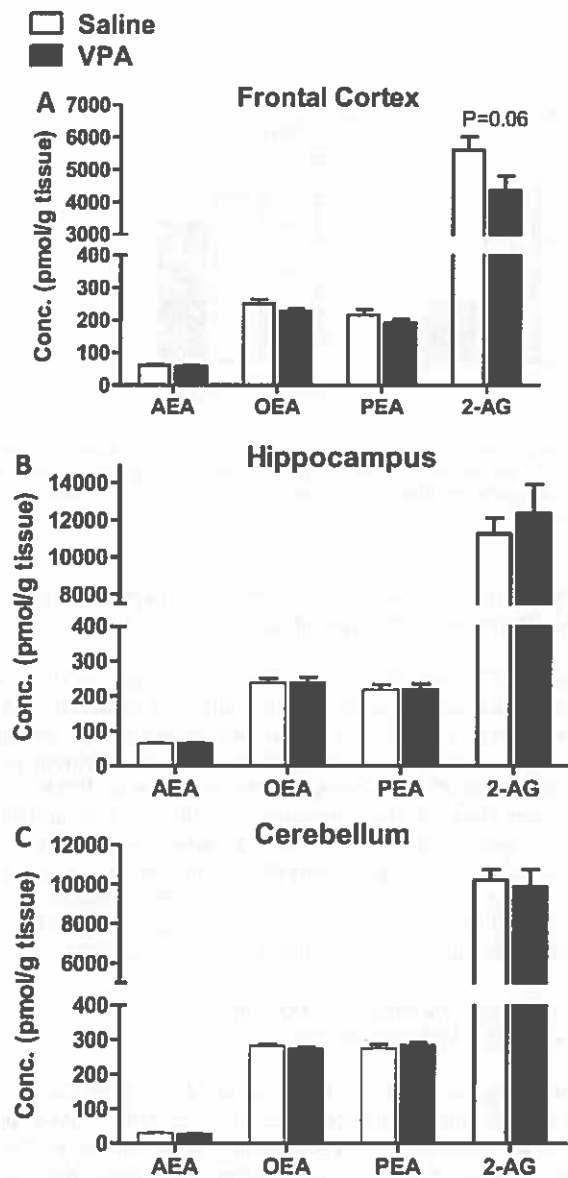 Saline
VPA
A
Frontal Cortex
P=0.06
Conc. (pmol/g tissue)
7000
6000
5000
4000
3000
400
300
200
100
0
AEA OEA PEA 2-AG
B
Hippocampus
Conc. (pmol/g tissue)
14000
12000
10000
8000
400
300
200
100
0
AEA OEA PEA 2-AG
C
Cerebellum
Conc. (pmol/g tissue)
12000
10000
8000
6000
400
300
200
100
0
AEA OEA PEA 2-AG